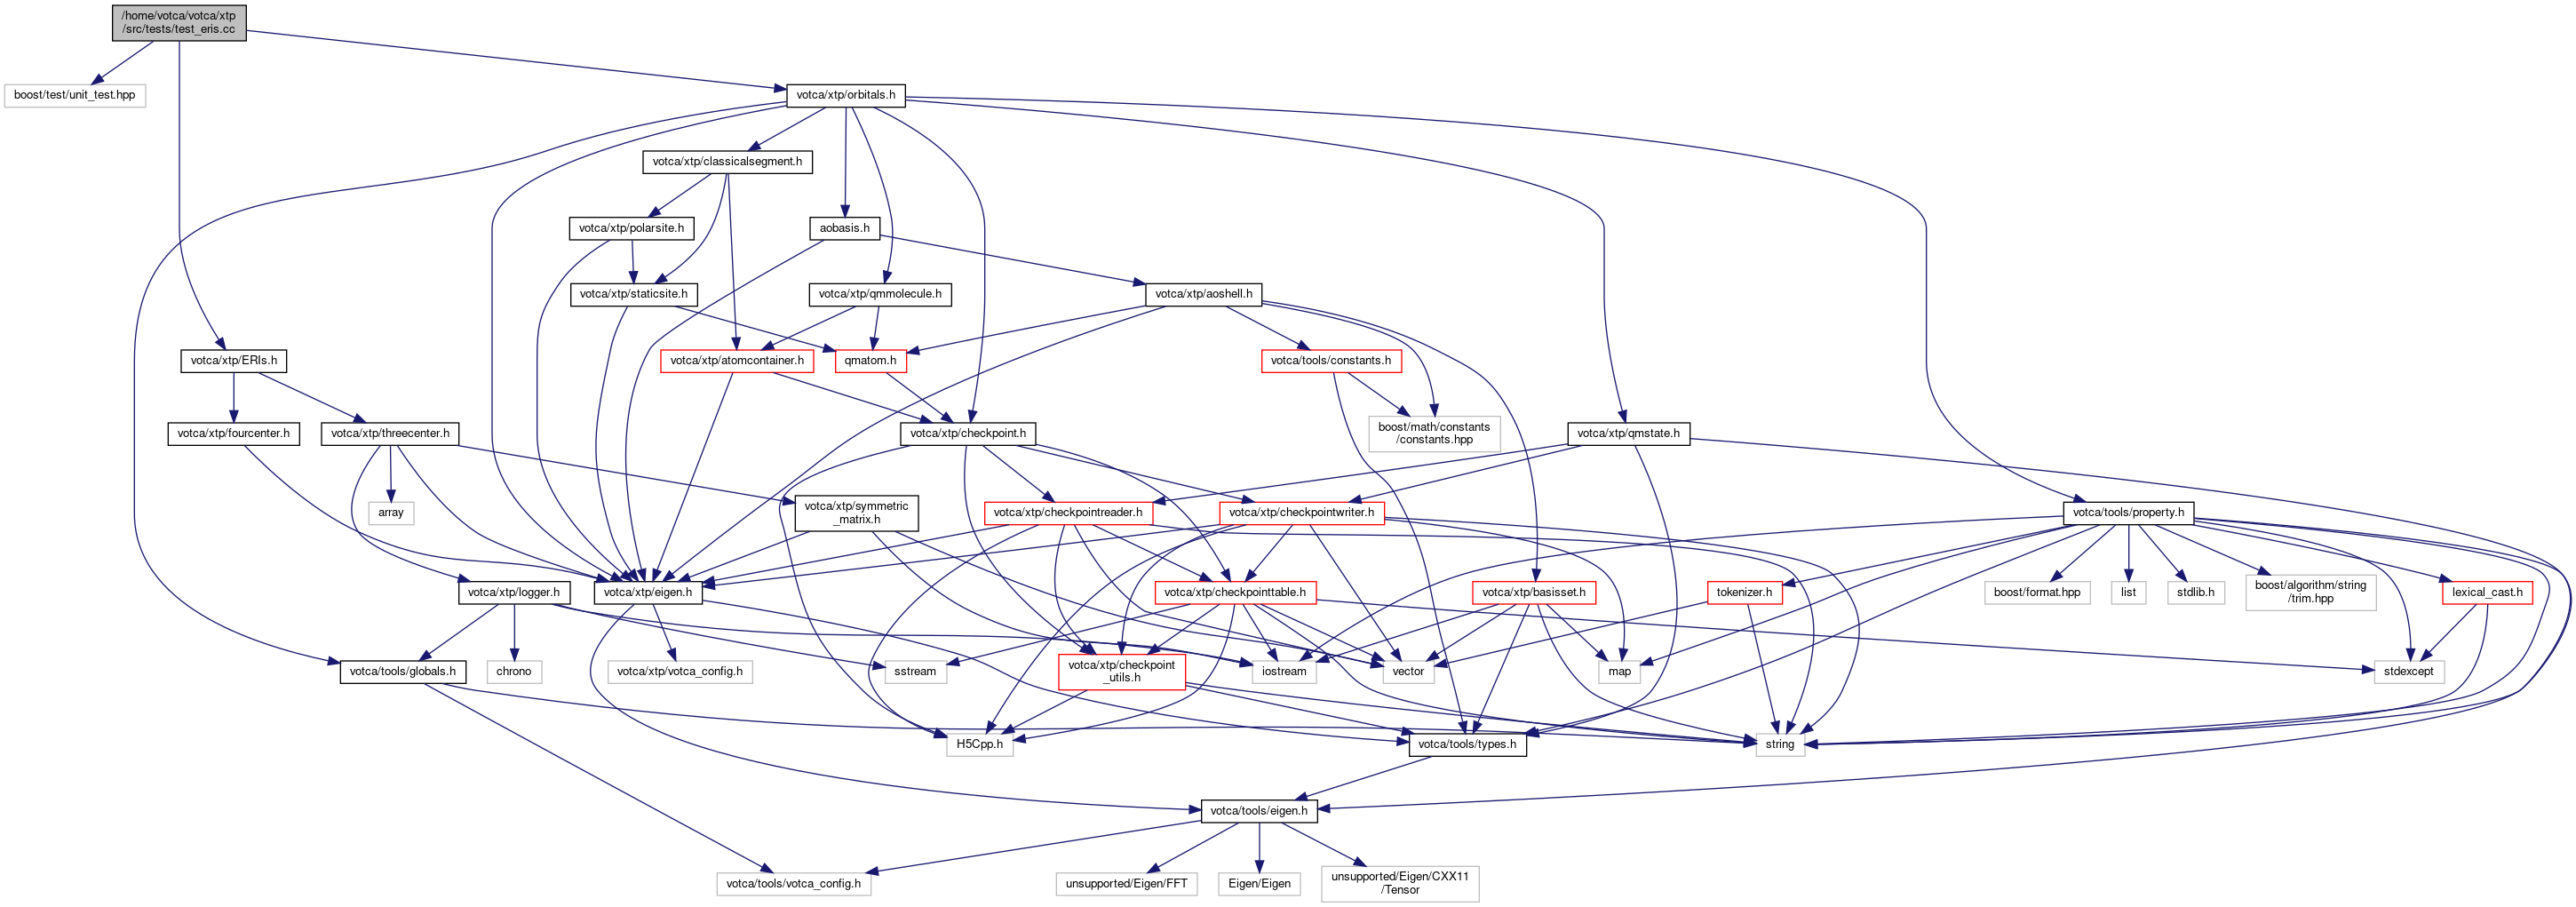 /home/votca/votca/xtp
/src/tests/test_eris.cc
boost/test/unit_test.hpp
votca/xtp/orbitals.h
votca/xtp/classicalsegment.h
votca/xtp/polarsite.h
aobasis.h
votca/xtp/staticsite.h
votca/xtp/qmmolecule.h
votca/xtp/aoshell.h
votca/xtp/ERIs.h
votca/xtp/atomcontainer.h
qmatom.h
votca/tools/constants.h
votca/xtp/fourcenter.h
votca/xtp/threecenter.h
votca/xtp/checkpoint.h
boost/math/constants
/constants.hpp
votca/xtp/qmstate.h
array
votca/xtp/symmetric
_matrix.h
votca/xtp/checkpointreader.h
votca/xtp/checkpointwriter.h
votca/tools/property.h
votca/xtp/logger.h
votca/xtp/eigen.h
votca/xtp/checkpointtable.h
votca/xtp/basisset.h
tokenizer.h
boost/format.hpp
list
stdlib.h
boost/algorithm/string
/trim.hpp
lexical_cast.h
votca/tools/globals.h
chrono
votca/xtp/votca_config.h
sstream
votca/xtp/checkpoint
_utils.h
iostream
vector
map
stdexcept
H5Cpp.h
votca/tools/types.h
string
votca/tools/eigen.h
votca/tools/votca_config.h
unsupported/Eigen/FFT
Eigen/Eigen
unsupported/Eigen/CXX11
/Tensor